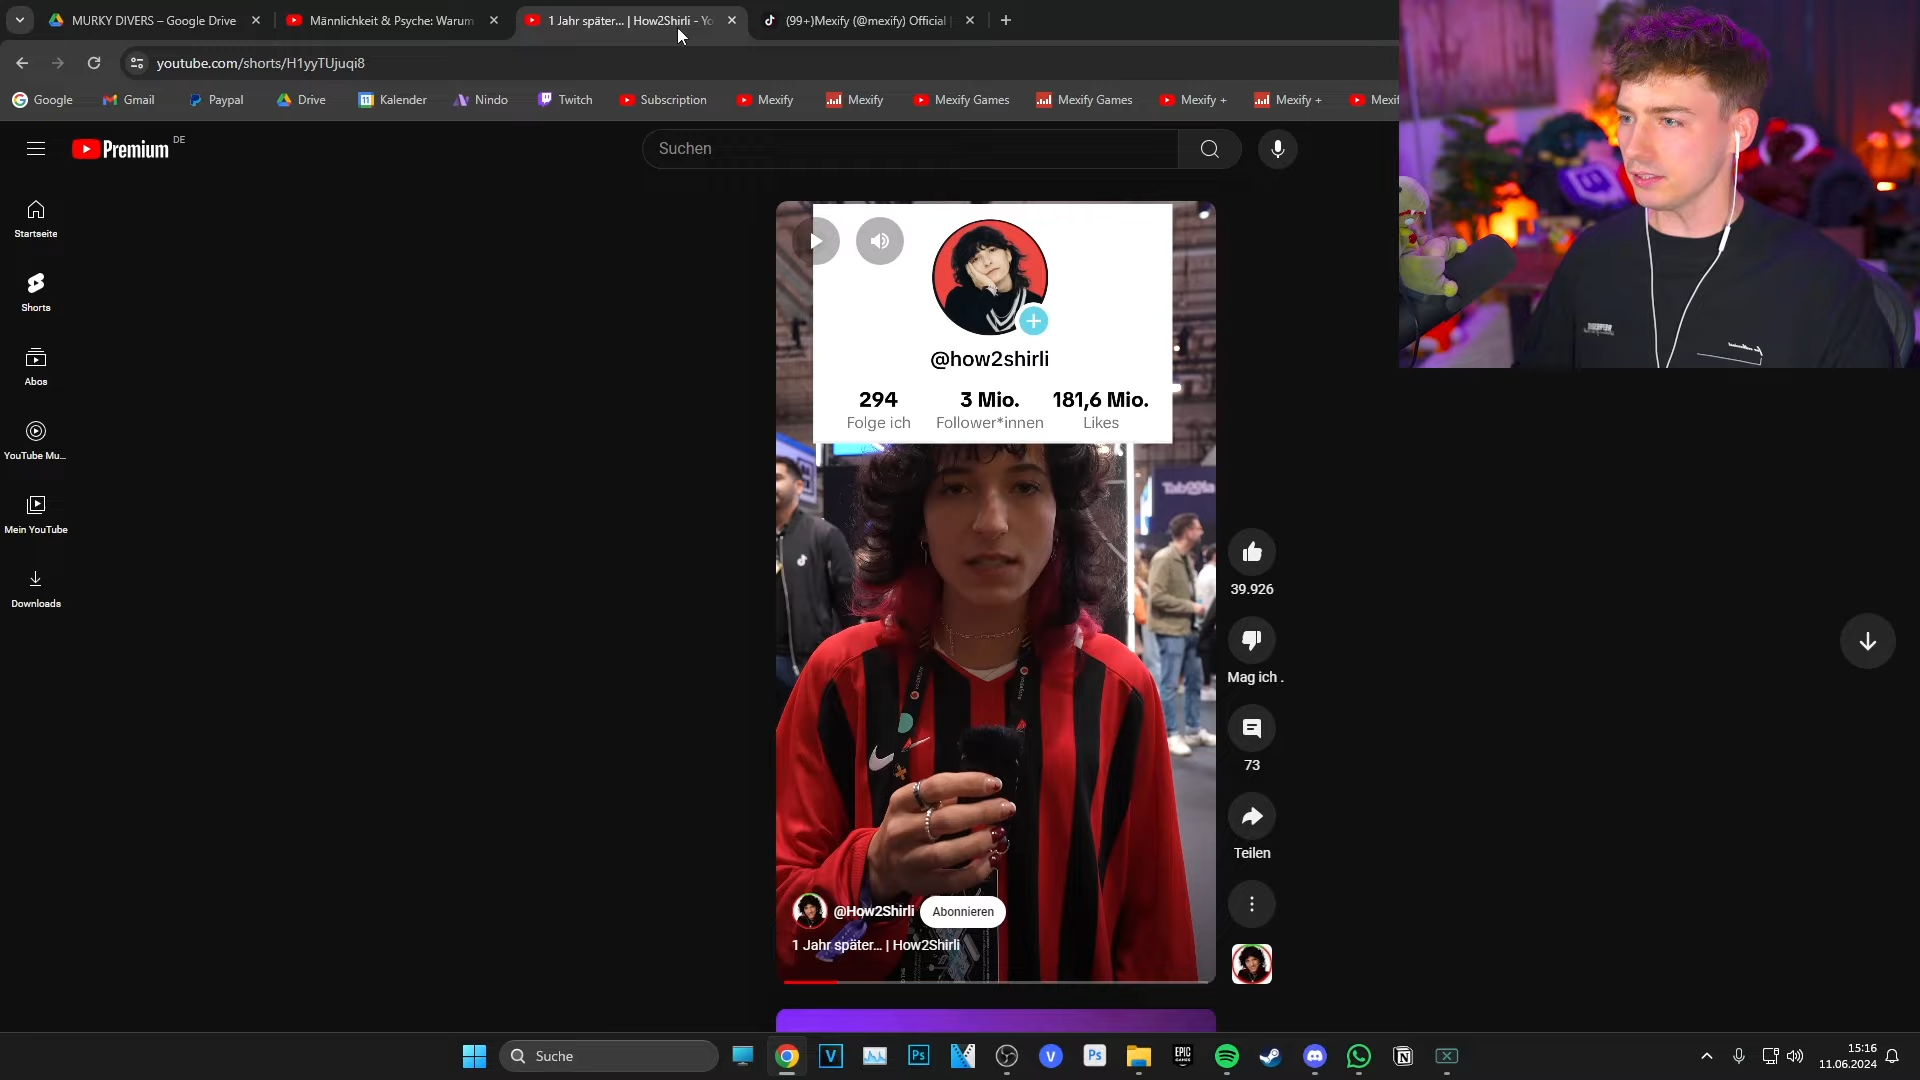 MURKY DIVERS – Google Drive
Männlichkeit & Psyche: Warum
1 Jahr später... | How2Shirli - Yo
(99+)Mexify (@mexify) Official
youtube.com/shorts/H1yyTUjuqi8
Google
Gmail
Paypal
Drive
Kalender
Nindo
Twitch
Subscription
Mexify
Mexify
Mexify Games
Mexify Games
Mexify +
Mexify +
Mexif
Premium DE
Suchen
Startseite
Shorts
Abos
YouTube Mu...
Mein YouTube
Downloads
@how2shirli
294 3 Mio. 181,6 Mio.
Folge ich Follower*innen Likes
Taboola
39.926
Mag ich .
73
Teilen
@How2Shirli Abonnieren
1 Jahr später... | How2Shirli
Suche
15:16
11.06.2024